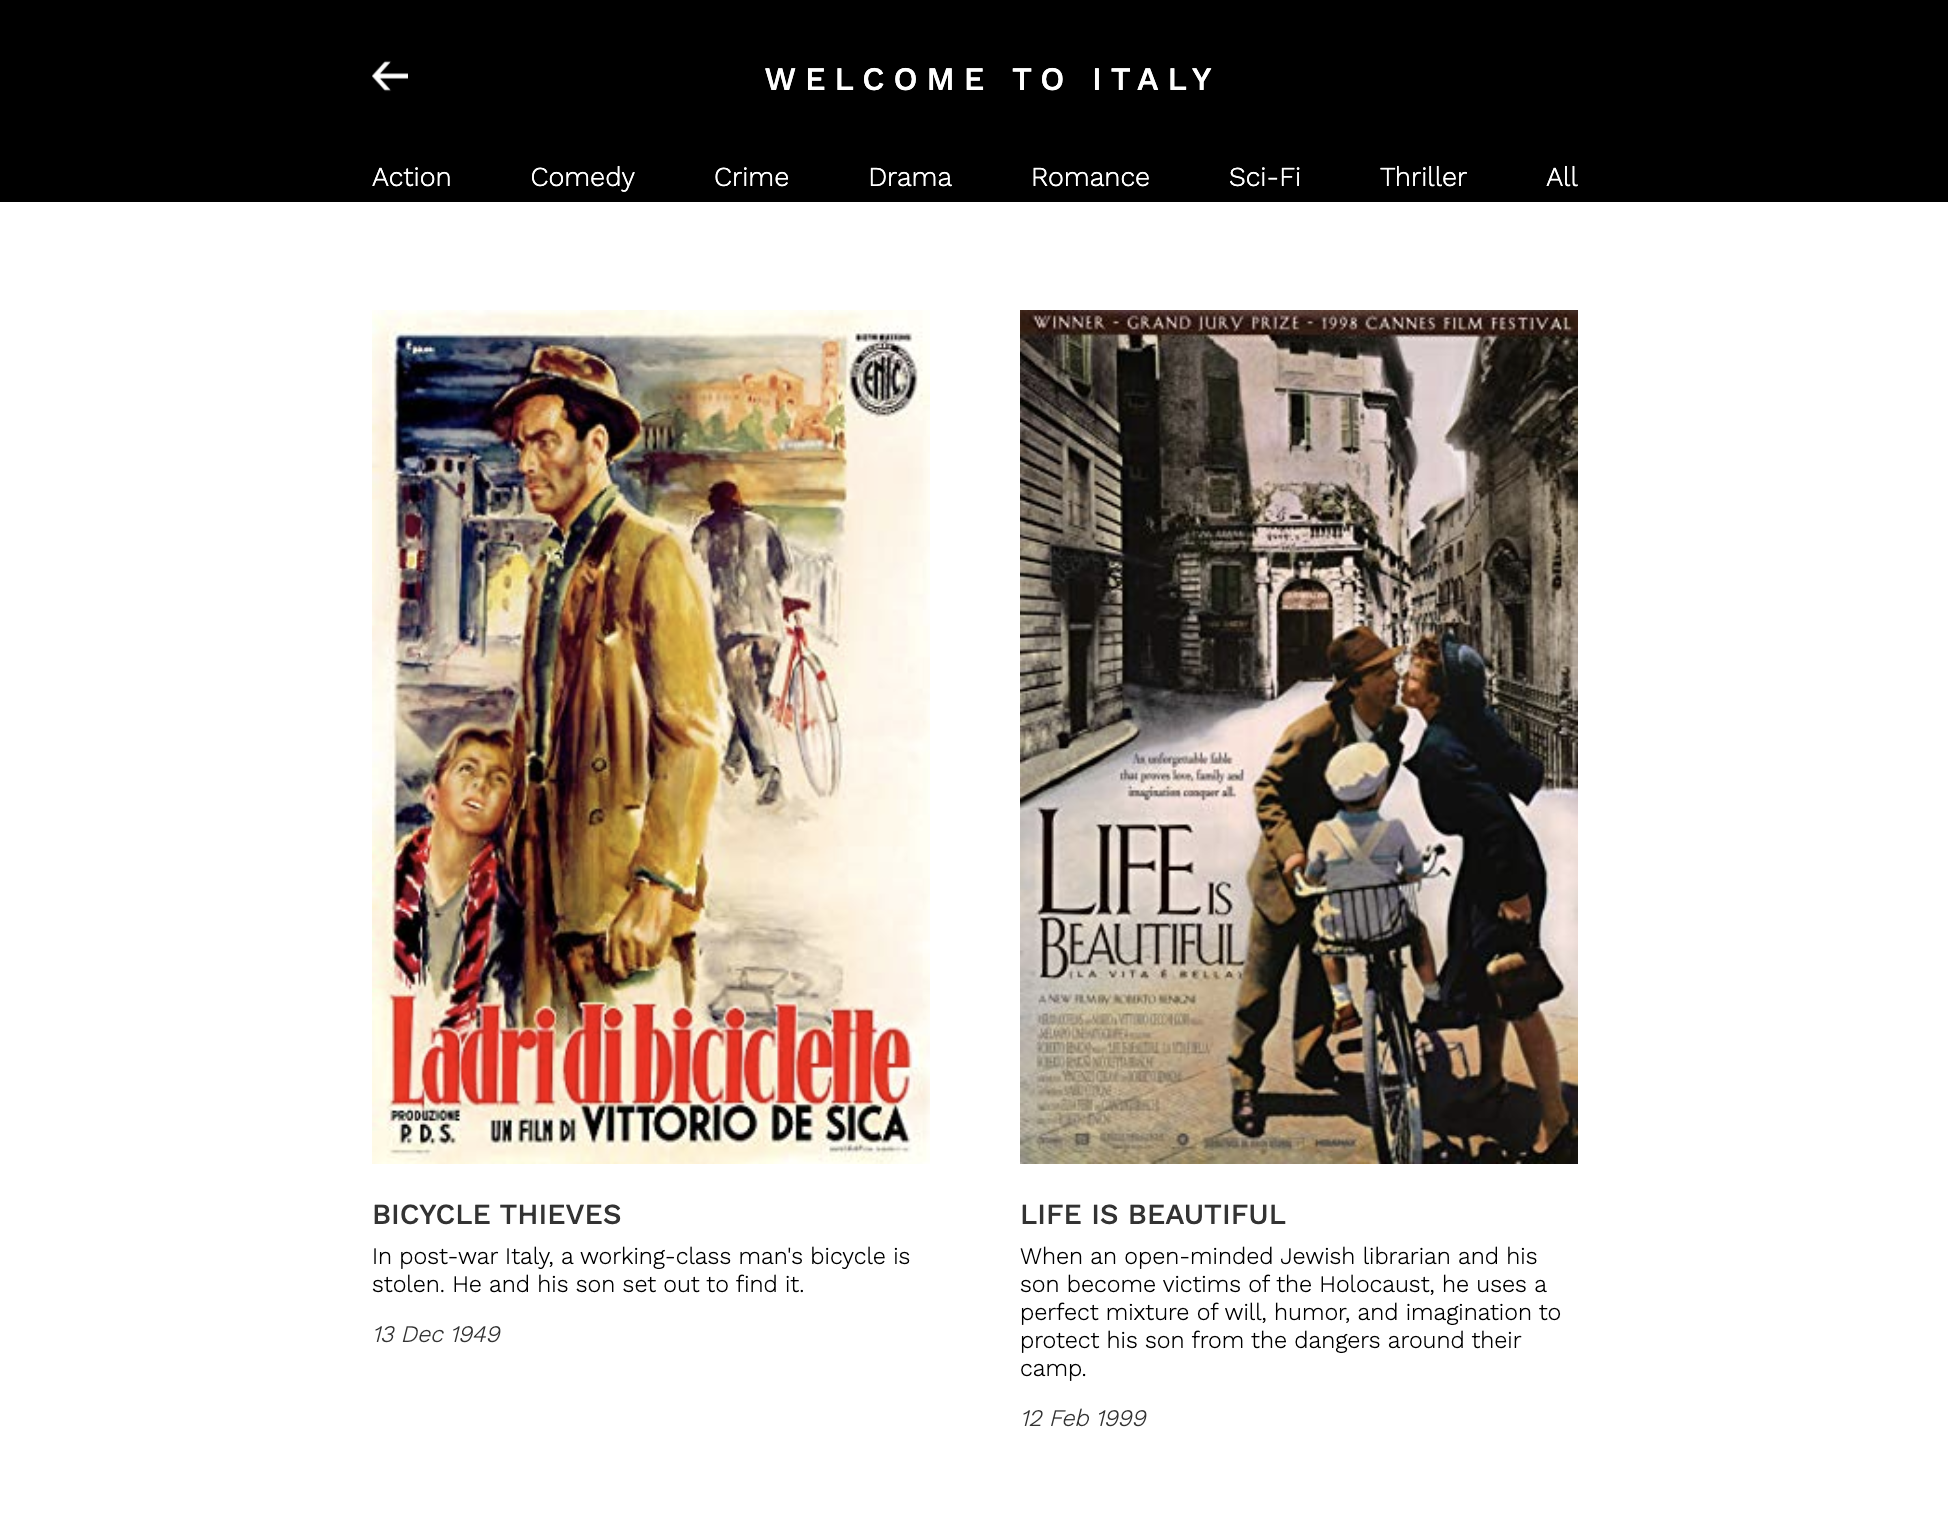 WELCOME TO ITALY
Action Comedy Crime Drama Romance Sci-Fi Thriller All
ENIC
Ladri di biciclette
PRODUZIONE
P. D. S.
UN FILM DI VITTORIO DE SICA
WINNER - GRAND JURY PRIZE - 1998 CANNES FILM FESTIVAL
An unforgettable fable
that proves love, family and
imagination conquer all.
LIFE IS
BEAUTIFUL
(LA VITA È BELLA)
A NEW FILM BY ROBERTO BENIGNI
MIRAMAX
BICYCLE THIEVES
In post-war Italy, a working-class man's bicycle is
stolen. He and his son set out to find it.
13 Dec 1949
LIFE IS BEAUTIFUL
When an open-minded Jewish librarian and his
son become victims of the Holocaust, he uses a
perfect mixture of will, humor, and imagination to
protect his son from the dangers around their
camp.
12 Feb 1999